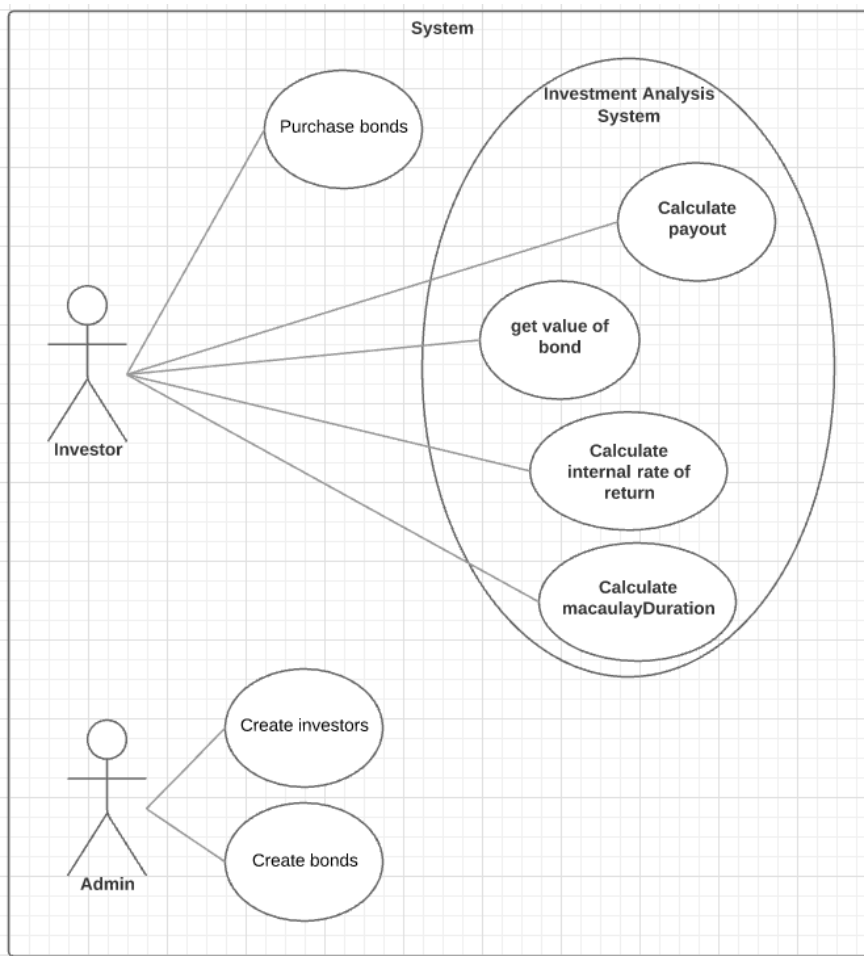 System
Purchase bonds
Investment Analysis
System
Calculate
payout
get value of
bond
Calculate
internal rate of
return
Calculate
macaulayDuration
Investor
Create investors
Create bonds
Admin